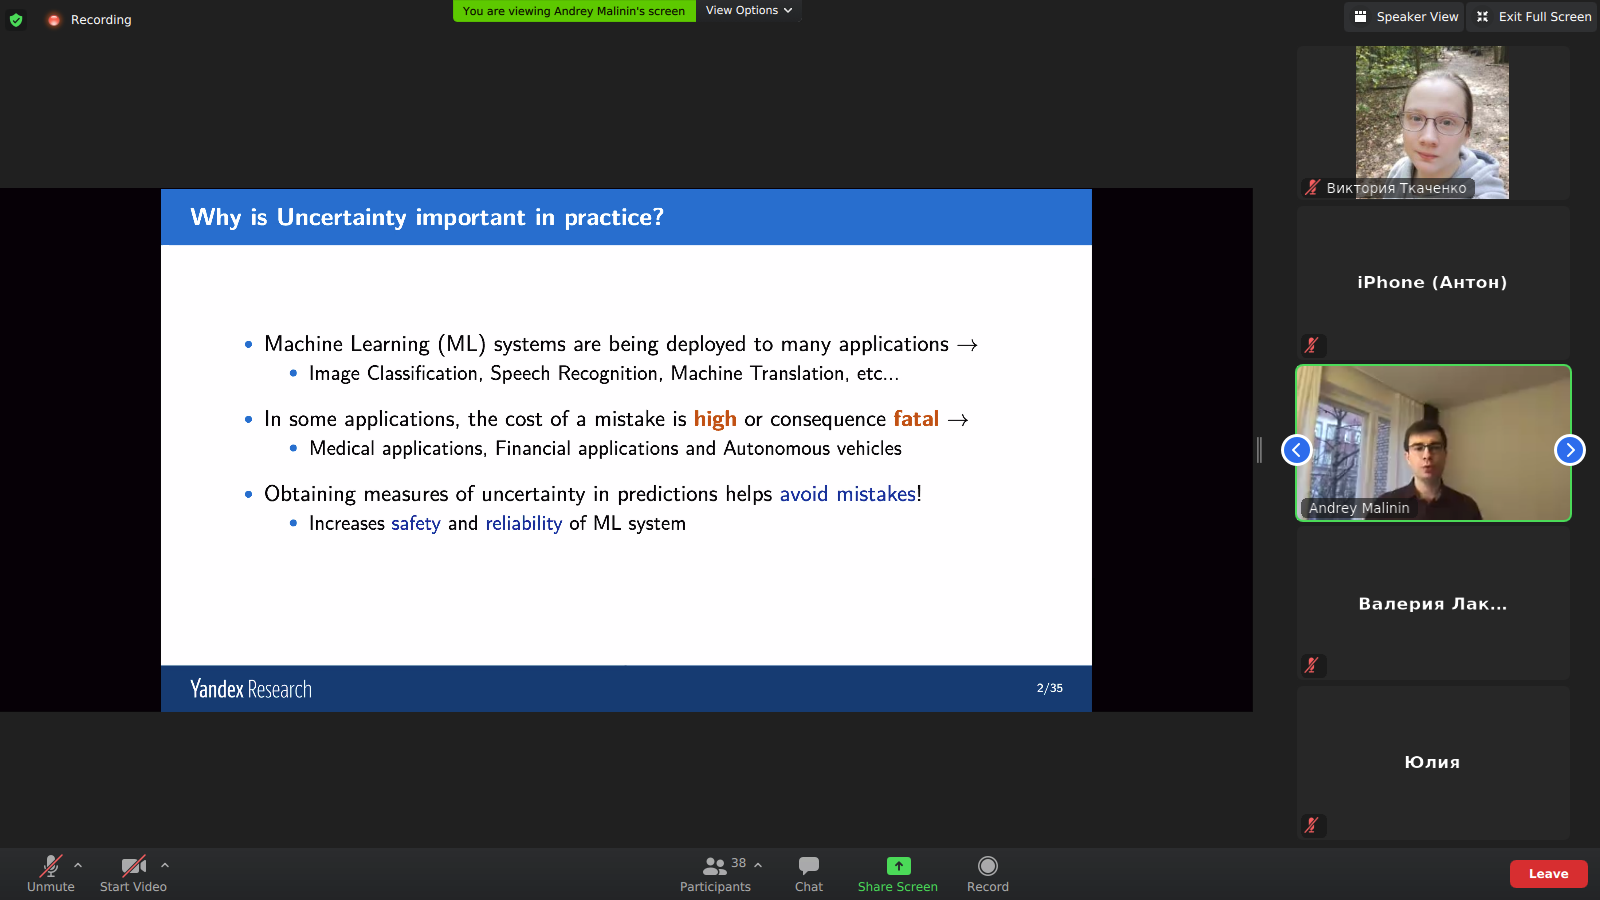 Recording
You are viewing Andrey Malinin's screen
View Options
Speaker View
Exit Full Screen
Why is Uncertainty important in practice?
• Machine Learning (ML) systems are being deployed to many applications →
• Image Classification, Speech Recognition, Machine Translation, etc...
• In some applications, the cost of a mistake is high or consequence fatal →
• Medical applications, Financial applications and Autonomous vehicles
• Obtaining measures of uncertainty in predictions helps avoid mistakes!
• Increases safety and reliability of ML system
Yandex Research
2/35
Виктория Ткаченко
iPhone (Антон)
Andrey Malinin
Валерия Лак...
Юлия
Unmute
Start Video
Participants
38
Chat
Share Screen
Record
Leave